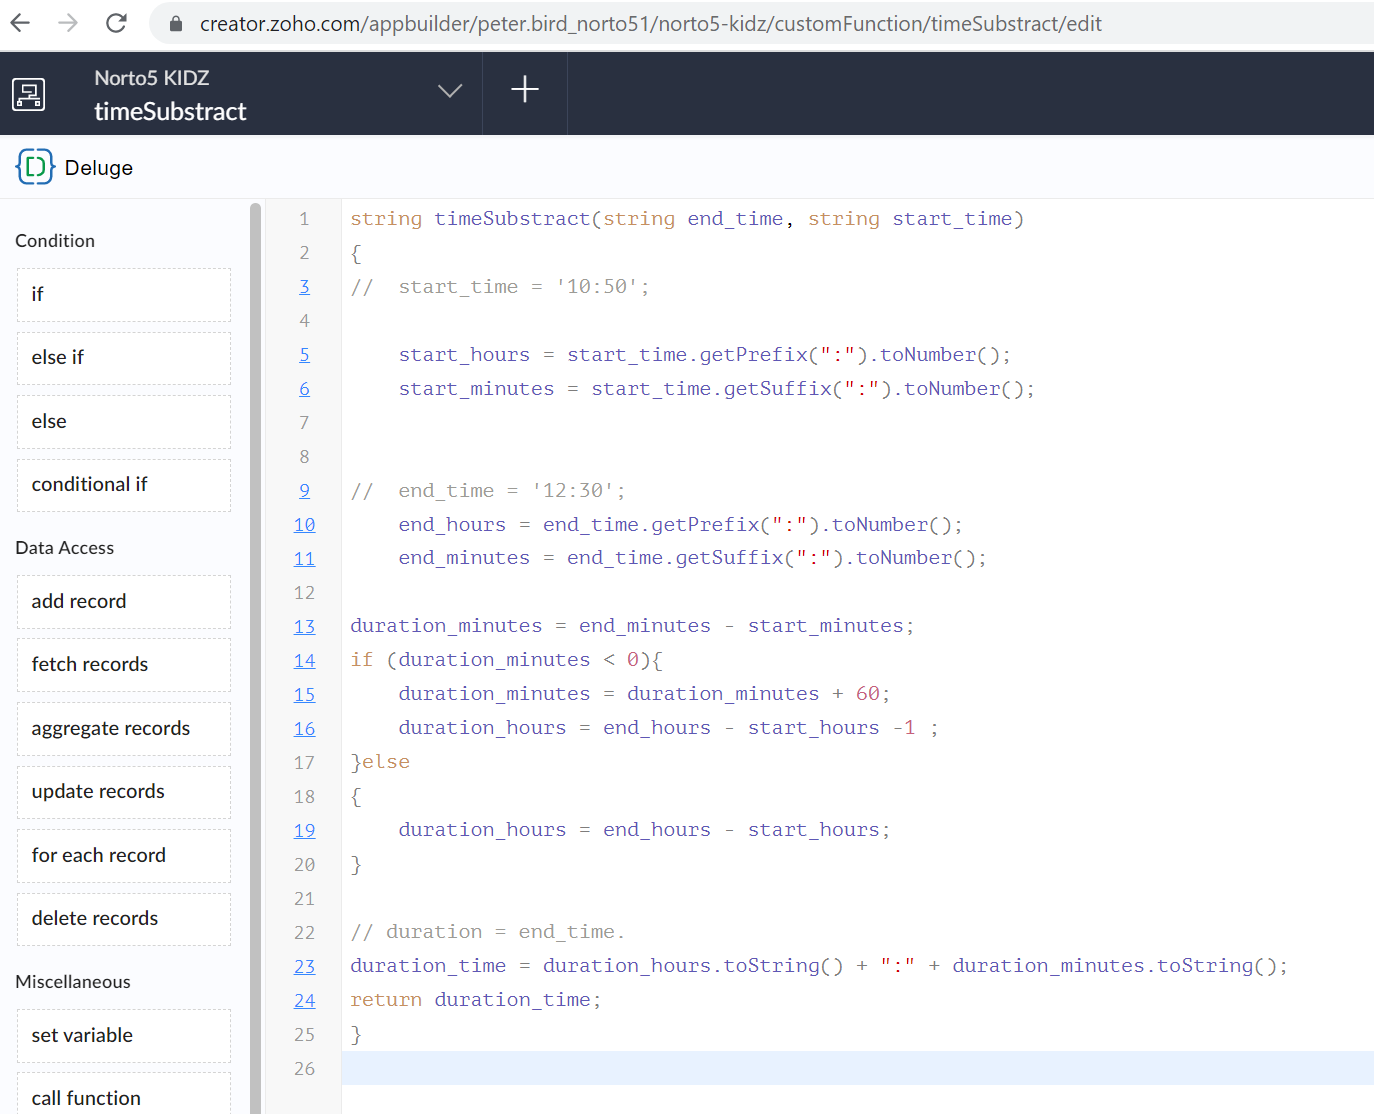 creator.zoho.com/appbuilder/peter.bird_norto51/norto5-kidz/customFunction/timeSubstract/edit
Norto5 KIDZ
timeSubstract
Deluge
Condition
if
else if
else
conditional if
Data Access
add record
fetch records
aggregate records
update records
for each record
delete records
Miscellaneous
set variable
call function
1 string timeSubstract(string end_time, string start_time)
2 {
3 //  start_time = '10:50';
4
5     start_hours = start_time.getPrefix(":").toNumber();
6     start_minutes = start_time.getSuffix(":").toNumber();
7
8
9 //  end_time = '12:30';
10     end_hours = end_time.getPrefix(":").toNumber();
11     end_minutes = end_time.getSuffix(":").toNumber();
12
13 duration_minutes = end_minutes - start_minutes;
14 if (duration_minutes < 0){
15     duration_minutes = duration_minutes + 60;
16     duration_hours = end_hours - start_hours -1 ;
17 }else
18 {
19     duration_hours = end_hours - start_hours;
20 }
21
22 // duration = end_time.
23 duration_time = duration_hours.toString() + ":" + duration_minutes.toString();
24 return duration_time;
25 }
26